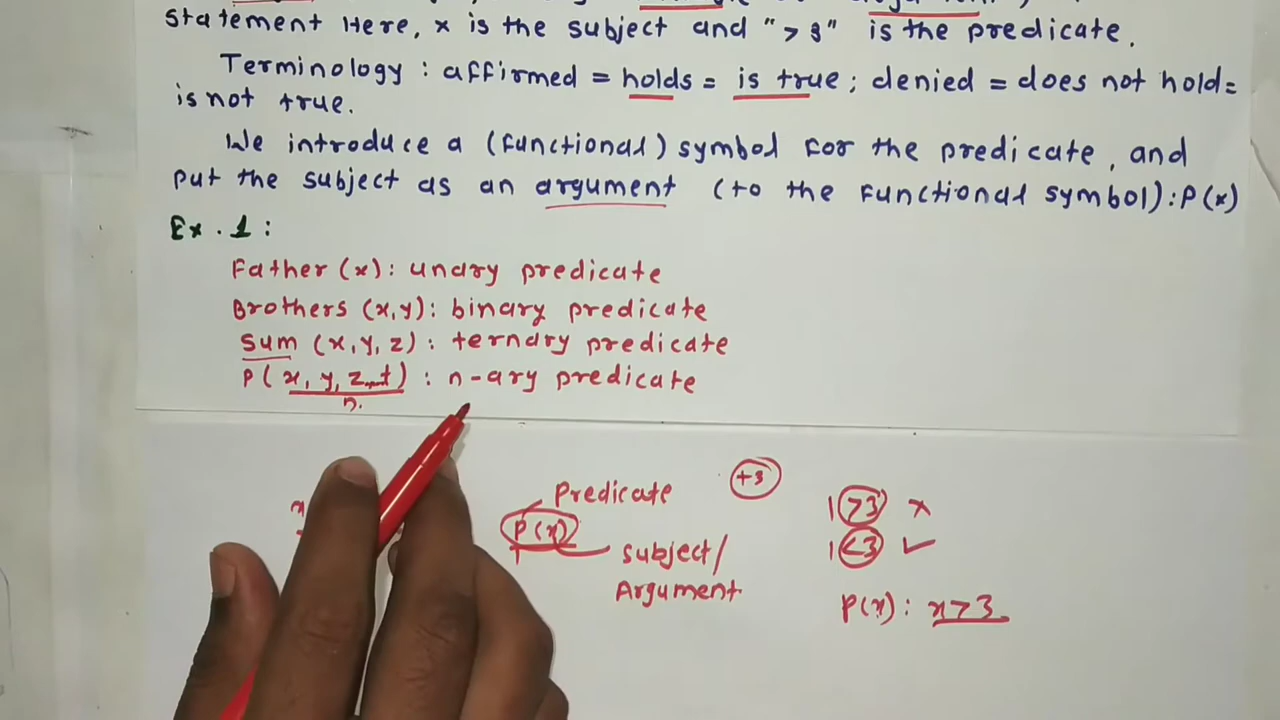 statement Here, x is the subject and "> 3" is the predicate.
Terminology : affirmed = holds = is true ; denied = does not hold =
is not true.
We introduce a (functional) symbol for the predicate, and
put the subject as an argument (to the functional symbol) : P(x)
Ex. 1 :
Father (x) : unary predicate
Brothers (x,y) : binary predicate
Sum (x, y, z) : ternary predicate
P( x, y, z...t ) : n-ary predicate
n.
Predicate
+3
1 >3 ×
P(x)
1 <3 ✓
Subject/
Argument
P(x) : x>3